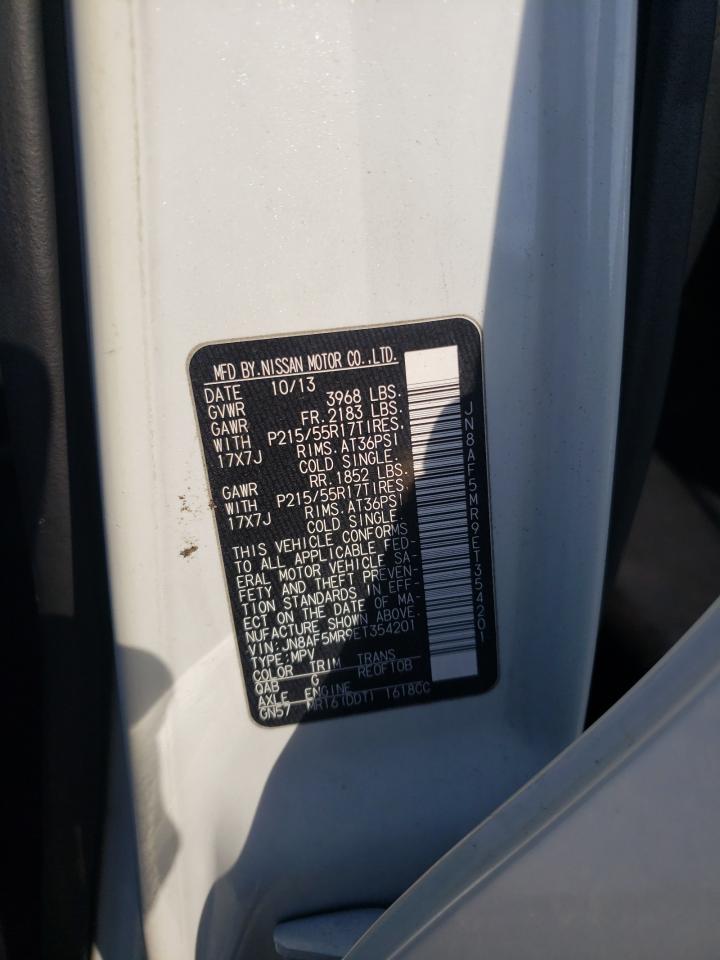 MFD BY.NISSAN MOTOR CO.,LTD.
DATE 10/13
GVWR 3968 LBS.
GAWR FR.2183 LBS.
WITH P215/55R17TIRES.
17X7J RIMS.AT36PSI
COLD SINGLE.
GAWR RR.1852 LBS.
WITH P215/55R17TIRES.
17X7J RIMS.AT36PSI
COLD SINGLE.
THIS VEHICLE CONFORMS
TO ALL APPLICABLE FED-
ERAL MOTOR VEHICLE SA-
FETY AND THEFT PREVEN-
TION STANDARDS IN EFF-
ECT ON THE DATE OF MA-
NUFACTURE SHOWN ABOVE.
VIN:JN8AF5MR9ET354201
TYPE:MPV
COLOR TRIM TRANS
QAB G RE0F10B
AXLE ENGINE
GN57 MR16(DDT) 1618CC
JN8AF5MR9ET354201